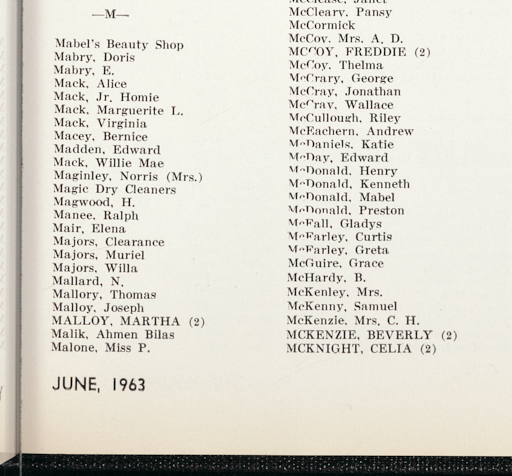 —M—
Mabel's Beauty Shop
Mabry, Doris
Mabry, E.
Mack, Alice
Mack, Jr. Homie
Mack, Marguerite L.
Mack, Virginia
Macey, Bernice
Madden, Edward
Mack, Willie Mae
Maginley, Norris (Mrs.)
Magic Dry Cleaners
Magwood, H.
Manee, Ralph
Mair, Elena
Majors, Clearance
Majors, Muriel
Majors, Willa
Mallard, N.
Mallory, Thomas
Malloy, Joseph
MALLOY, MARTHA (2)
Malik, Ahmen Bilas
Malone, Miss P.
McCleary, Pansy
McCormick
McCoy, Mrs. A. D.
MCCOY, FREDDIE (2)
McCoy, Thelma
McCrary, George
McCray, Jonathan
McCray, Wallace
McCullough, Riley
McEachern, Andrew
McDaniels, Katie
McDay, Edward
McDonald, Henry
McDonald, Kenneth
McDonald, Mabel
McDonald, Preston
McFall, Gladys
McFarley, Curtis
McFarley, Greta
McGuire, Grace
McHardy, B.
McKenley, Mrs.
McKenny, Samuel
McKenzie, Mrs. C. H.
MCKENZIE, BEVERLY (2)
MCKNIGHT, CELIA (2)
JUNE, 1963